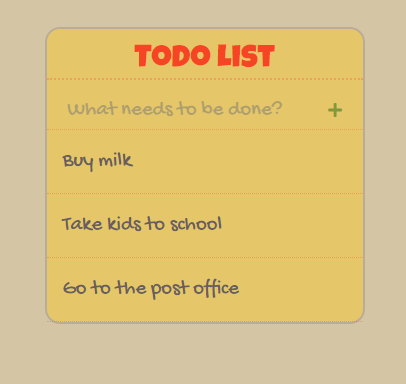 TODO LIST
What needs to be done? +
Buy milk
Take kids to school
Go to the post office